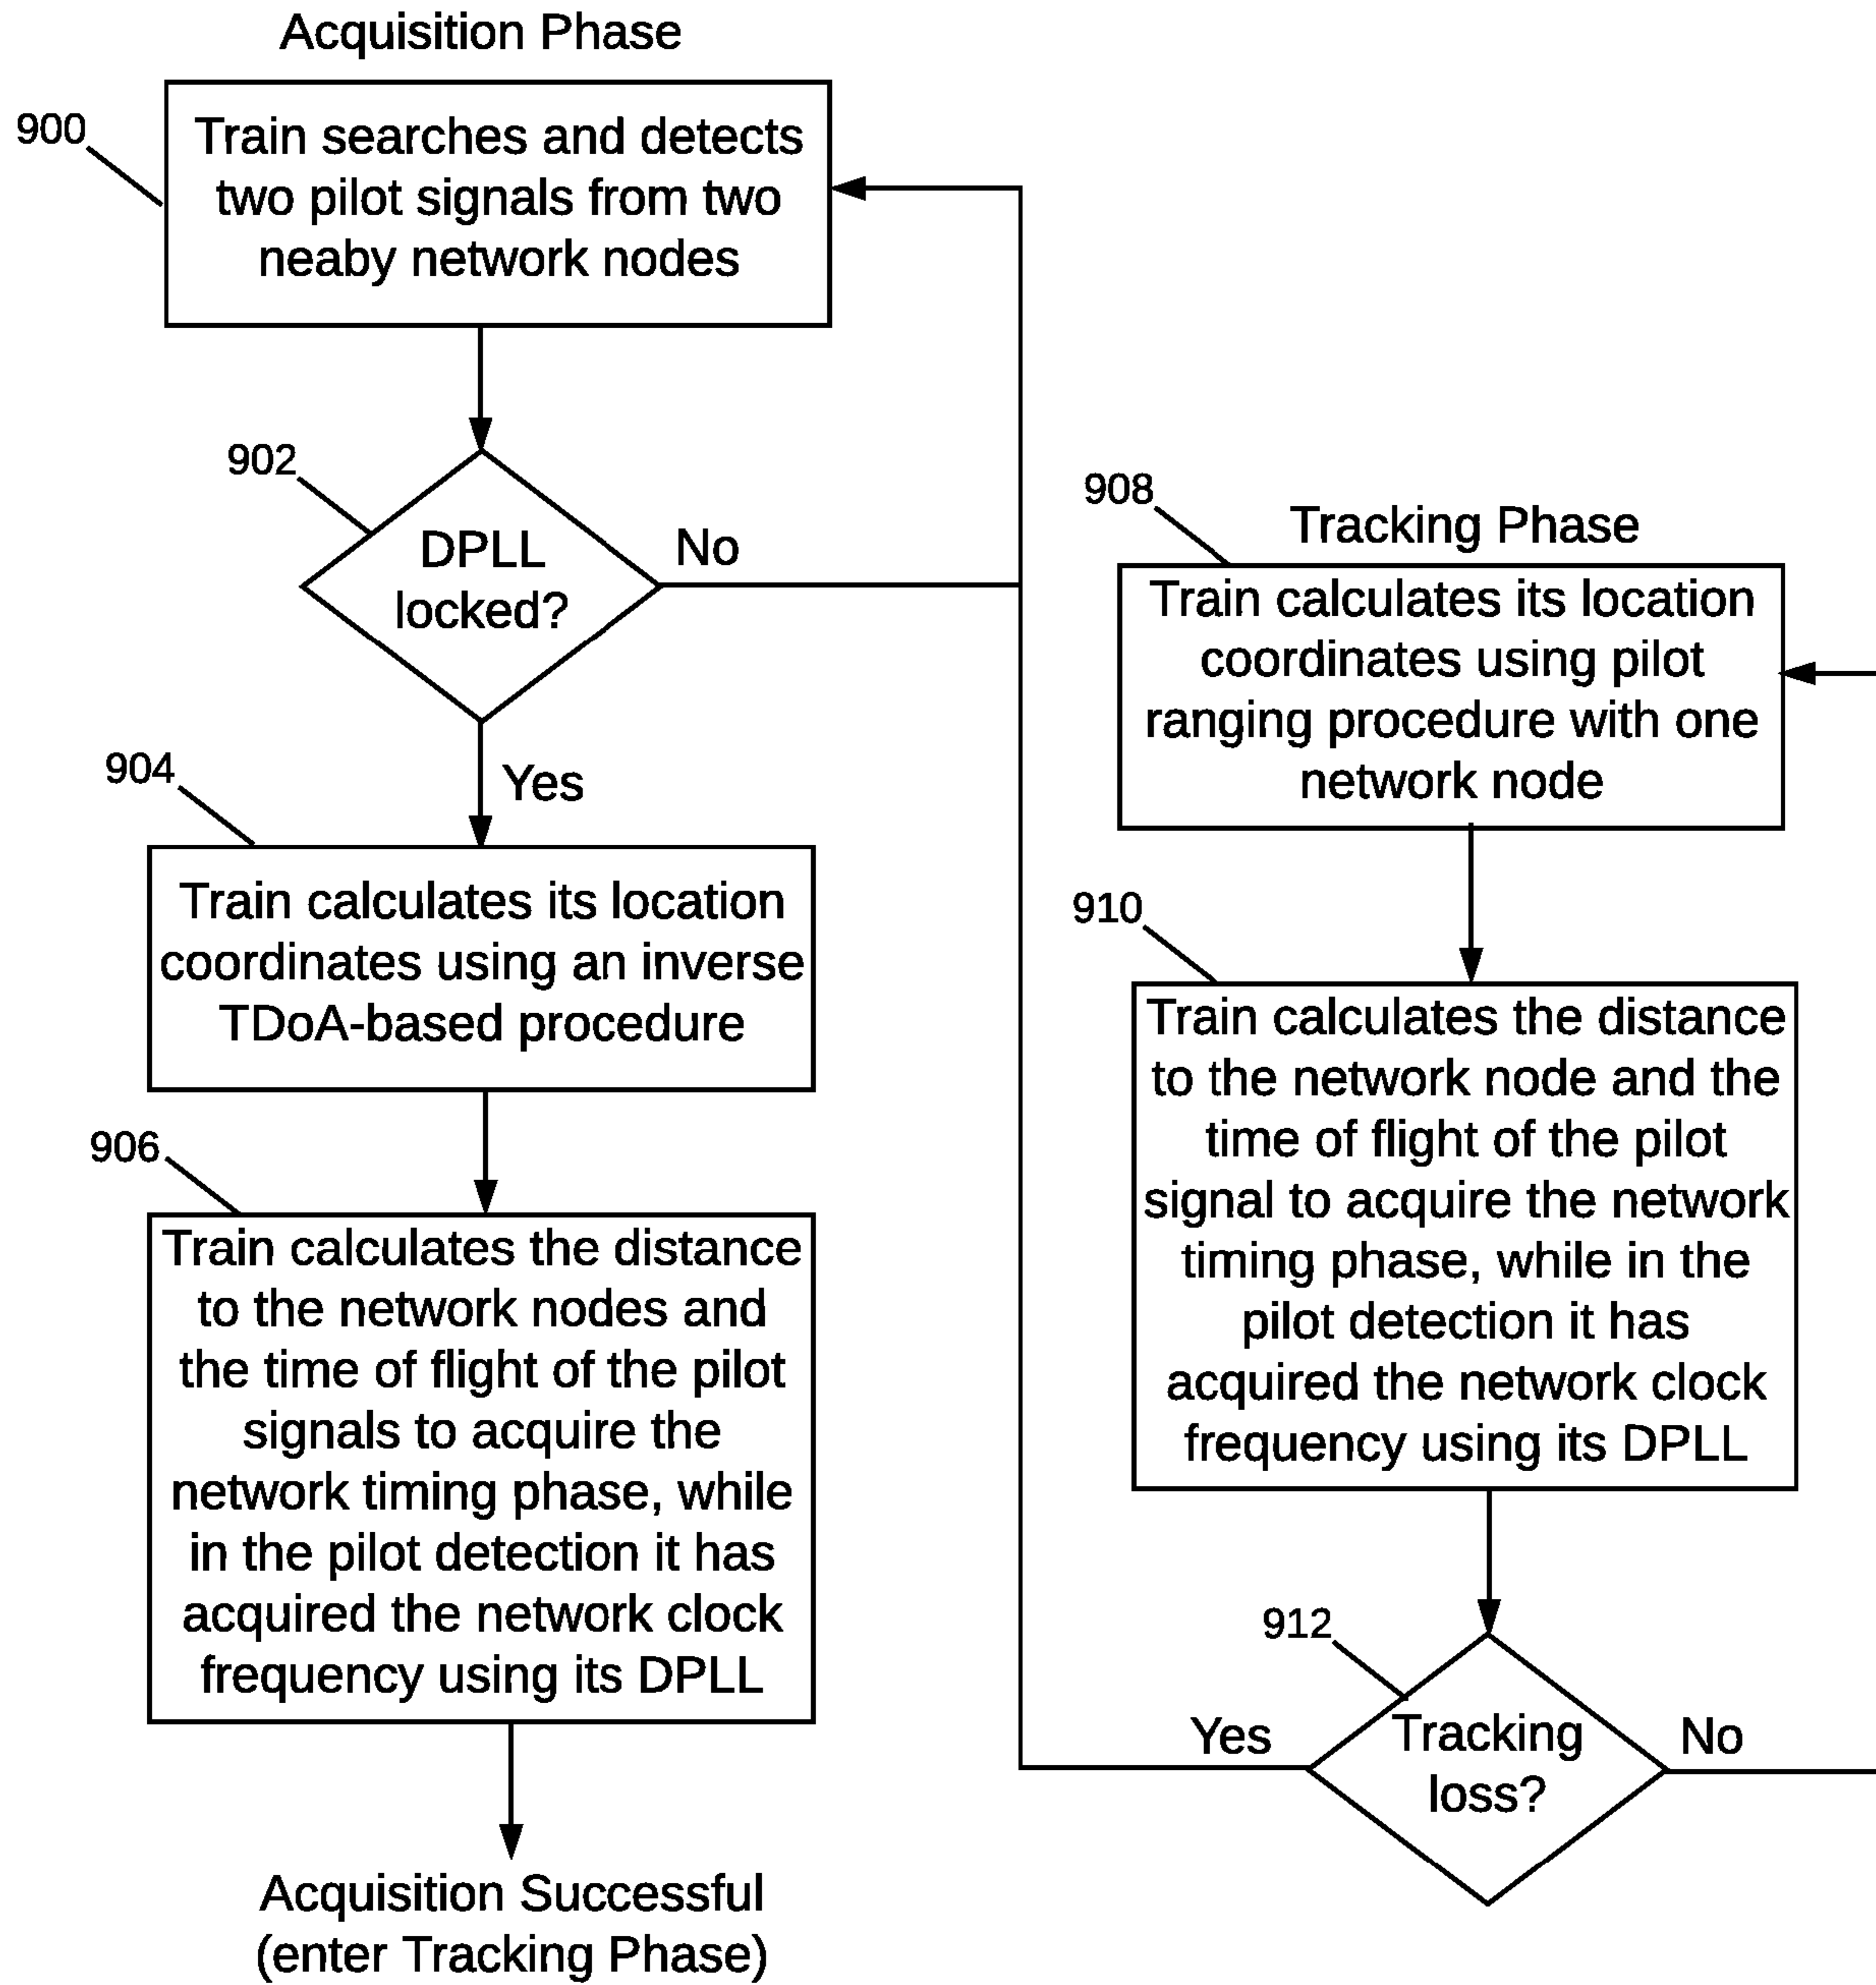 Acquisition Phase
900
Train searches and detects
two pilot signals from two
neaby network nodes
902
DPLL
locked?
No
Yes
904
Train calculates its location
coordinates using an inverse
TDoA-based procedure
906
Train calculates the distance
to the network nodes and
the time of flight of the pilot
signals to acquire the
network timing phase, while
in the pilot detection it has
acquired the network clock
frequency using its DPLL
Acquisition Successful
(enter Tracking Phase)
908
Tracking Phase
Train calculates its location
coordinates using pilot
ranging procedure with one
network node
910
Train calculates the distance
to the network node and the
time of flight of the pilot
signal to acquire the network
timing phase, while in the
pilot detection it has
acquired the network clock
frequency using its DPLL
912
Tracking
loss?
Yes
No